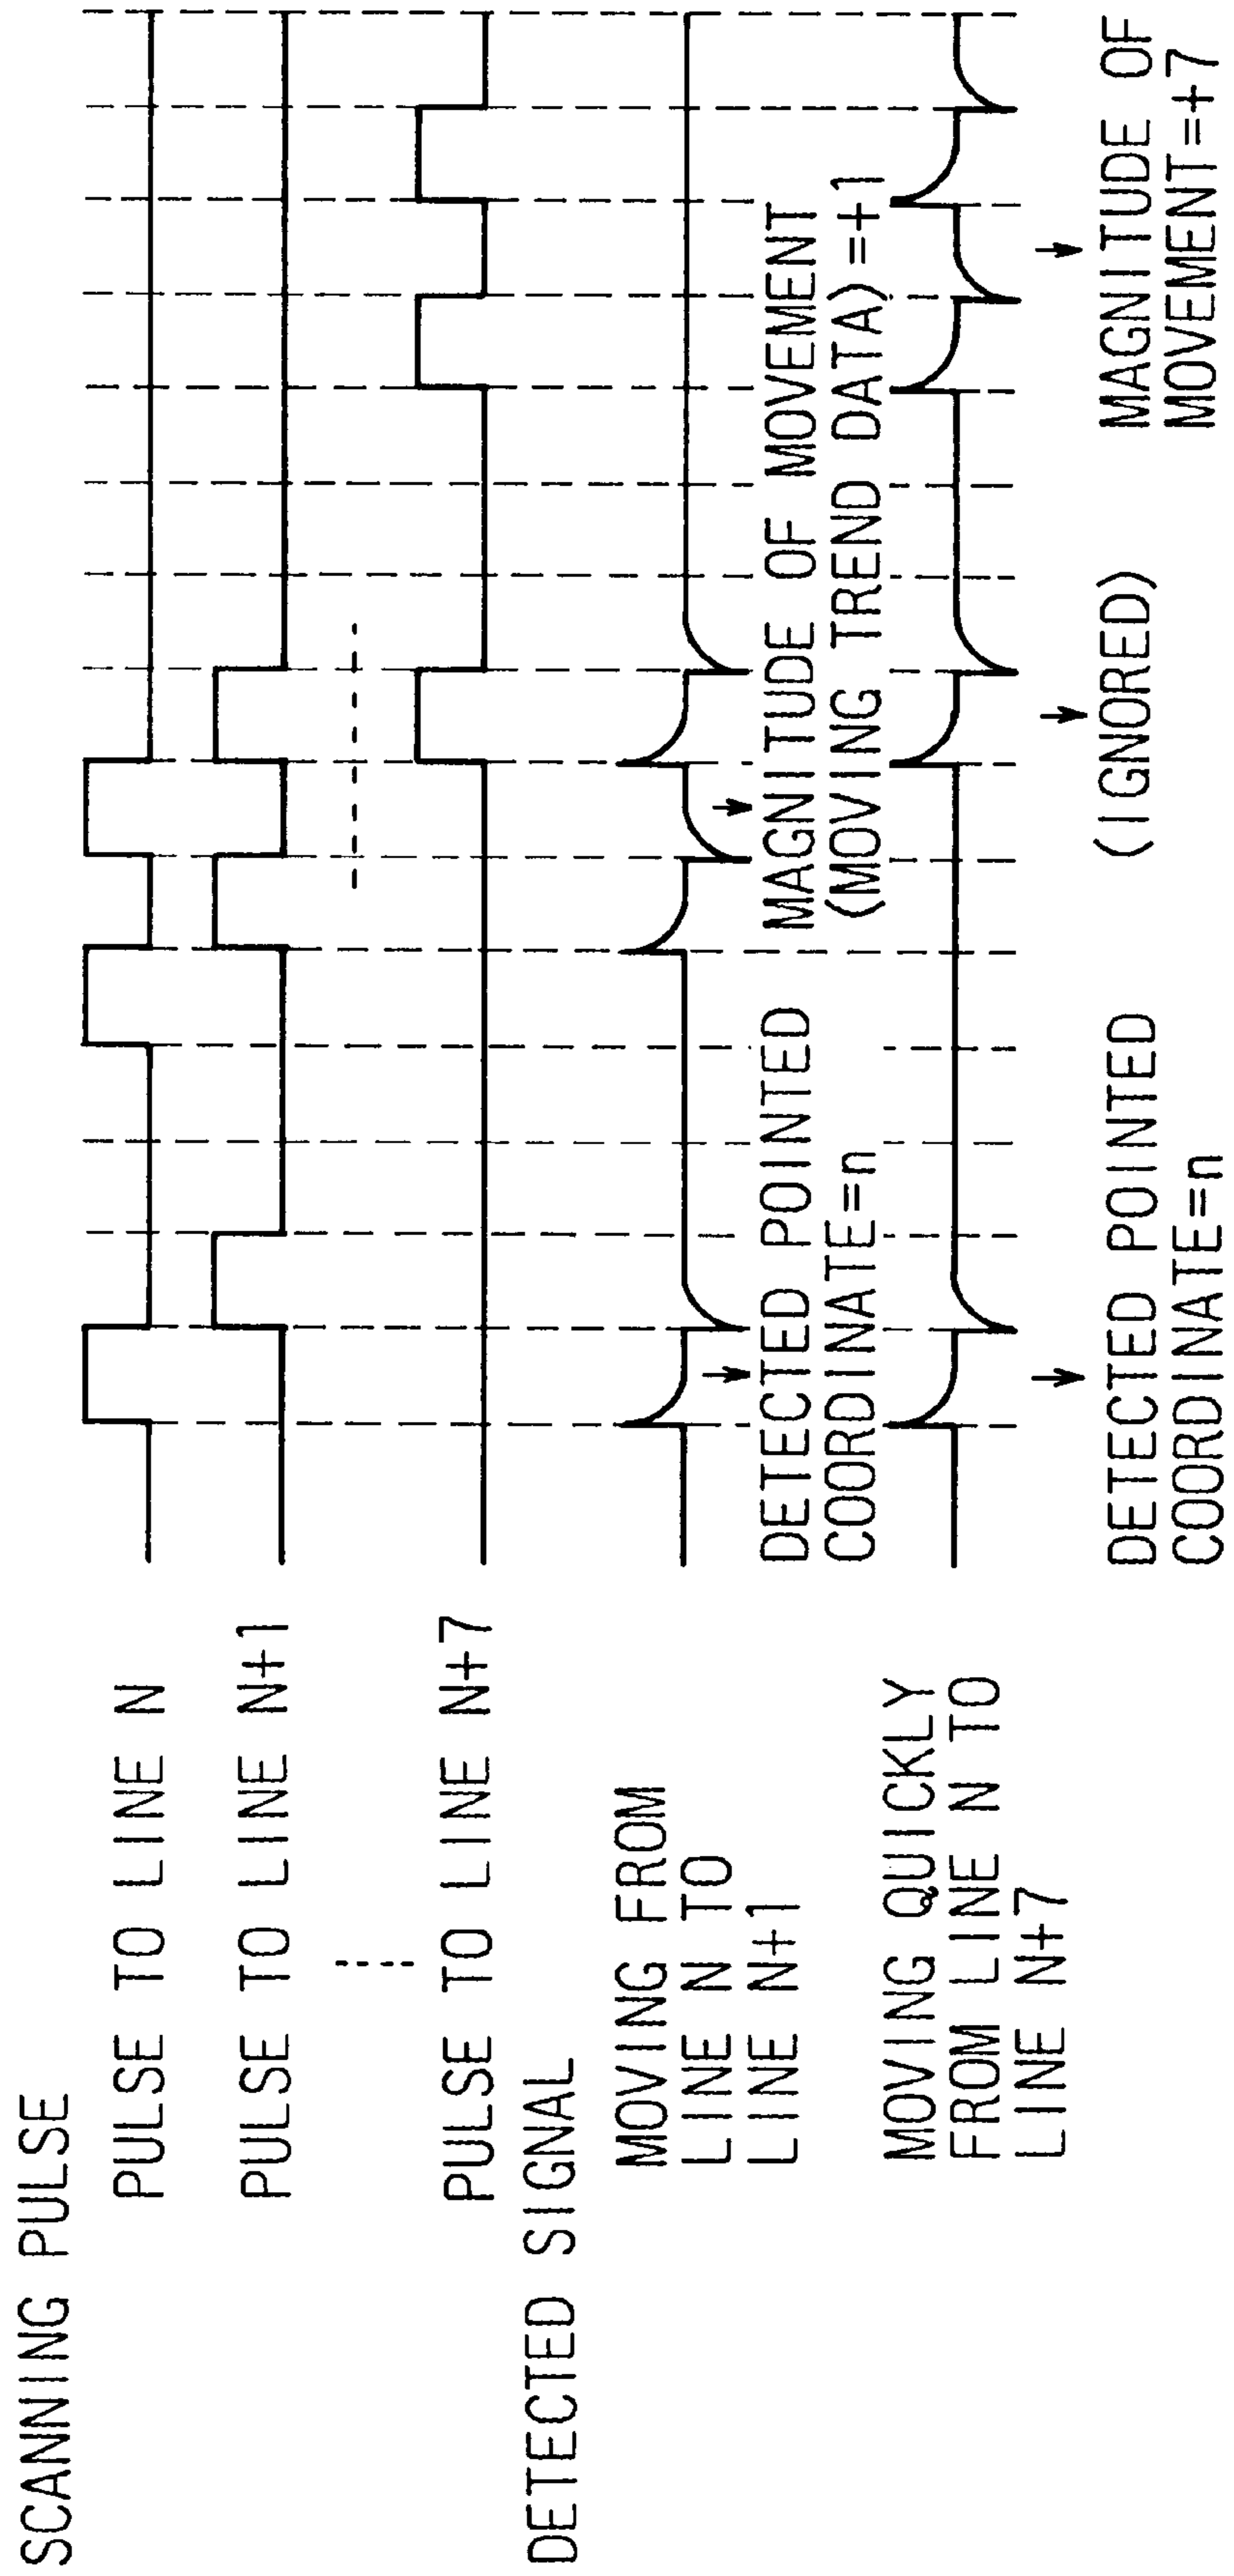 SCANNING PULSE
PULSE TO LINE N
PULSE TO LINE N+1
PULSE TO LINE N+7
DETECTED SIGNAL
MOVING FROM
LINE N TO
LINE N+1
DETECTED POINTED
COORDINATE=n
MAGNITUDE OF MOVEMENT
(MOVING TREND DATA)=+1
MOVING QUICKLY
FROM LINE N TO
LINE N+7
DETECTED POINTED
COORDINATE=n
(IGNORED)
MAGNITUDE OF
MOVEMENT=+7